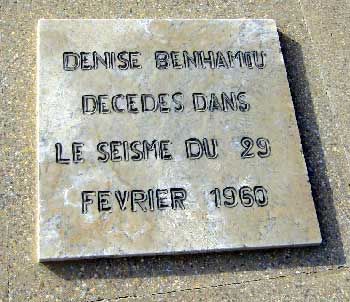 DENISE BENHAMOU
DECEDES DANS
LE SEISME DU 29
FEVRIER 1960